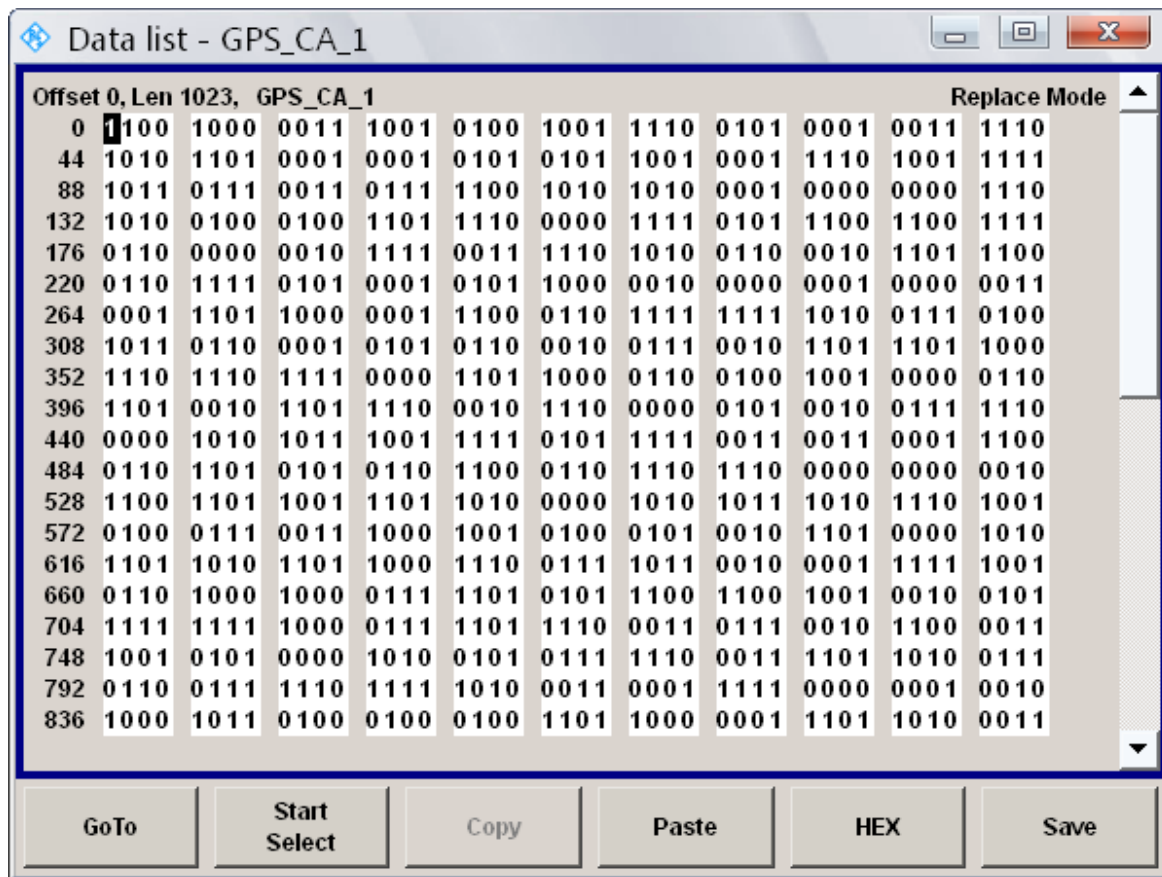 Data list - GPS_CA_1
Offset 0, Len 1023, GPS_CA_1 Replace Mode
0 1100 1000 0011 1001 0100 1001 1110 0101 0001 0011 1110
44 1010 1101 0001 0001 0101 0101 1001 0001 1110 1001 1111
88 1011 0111 0011 0111 1100 1010 1010 0001 0000 0000 1110
132 1010 0100 0100 1101 1110 0000 1111 0101 1100 1100 1111
176 0110 0000 0010 1111 0011 1110 1010 0110 0010 1101 1100
220 0110 1111 0101 0001 0101 1000 0010 0000 0001 0000 0011
264 0001 1101 1000 0001 1100 0110 1111 1111 1010 0111 0100
308 1011 0110 0001 0101 0110 0010 0111 0010 1101 1101 1000
352 1110 1110 1111 0000 1101 1000 0110 0100 1001 0000 0110
396 1101 0010 1101 1110 0010 1110 0000 0101 0010 0111 1110
440 0000 1010 1011 1001 1111 0101 1111 0011 0011 0001 1100
484 0110 1101 0101 0110 1100 0110 1110 1110 0000 0000 0010
528 1100 1101 1001 1101 1010 0000 1010 1011 1010 1110 1001
572 0100 0111 0011 1000 1001 0100 0101 0010 1101 0000 1010
616 1101 1010 1101 1000 1110 0111 1011 0010 0001 1111 1001
660 0110 1000 1000 0111 1101 0101 1100 1100 1001 0010 0101
704 1111 1111 1000 0111 1101 1110 0011 0111 0010 1100 0011
748 1001 0101 0000 1010 0101 0111 1110 0011 1101 1010 0111
792 0110 0111 1110 1111 1010 0011 0001 1111 0000 0001 0010
836 1000 1011 0100 0100 0100 1101 1000 0001 1101 1010 0011
GoTo Start Select Copy Paste HEX Save